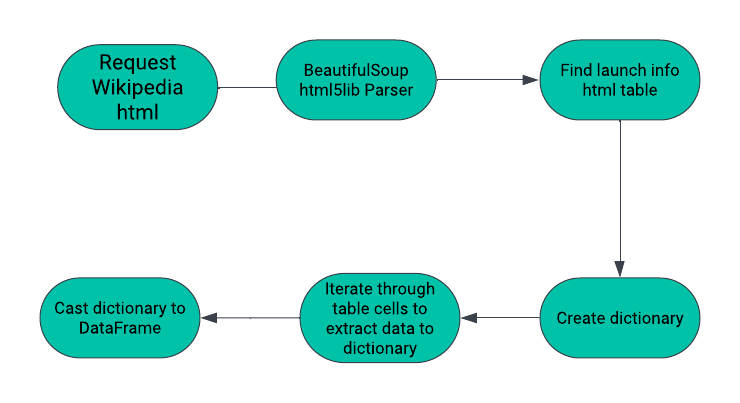 Request
Wikipedia
html
BeautifulSoup
html5lib Parser
Find launch info
html table
Create dictionary
Iterate through
table cells to
extract data to
dictionary
Cast dictionary to
DataFrame